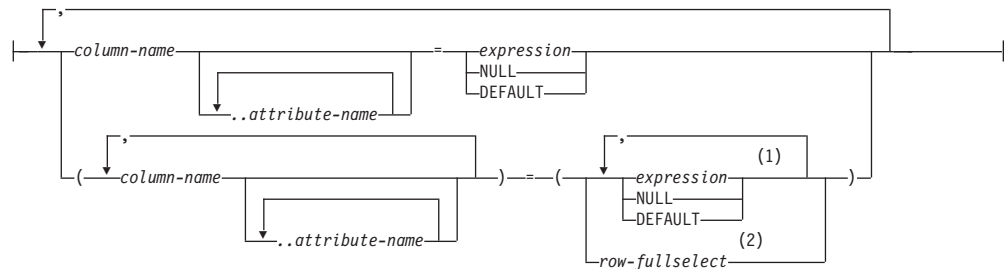 ,
column-name = expression
NULL
DEFAULT
..attribute-name
, , (1)
( column-name ) = ( expression )
NULL
DEFAULT
..attribute-name (2)
row-fullselect